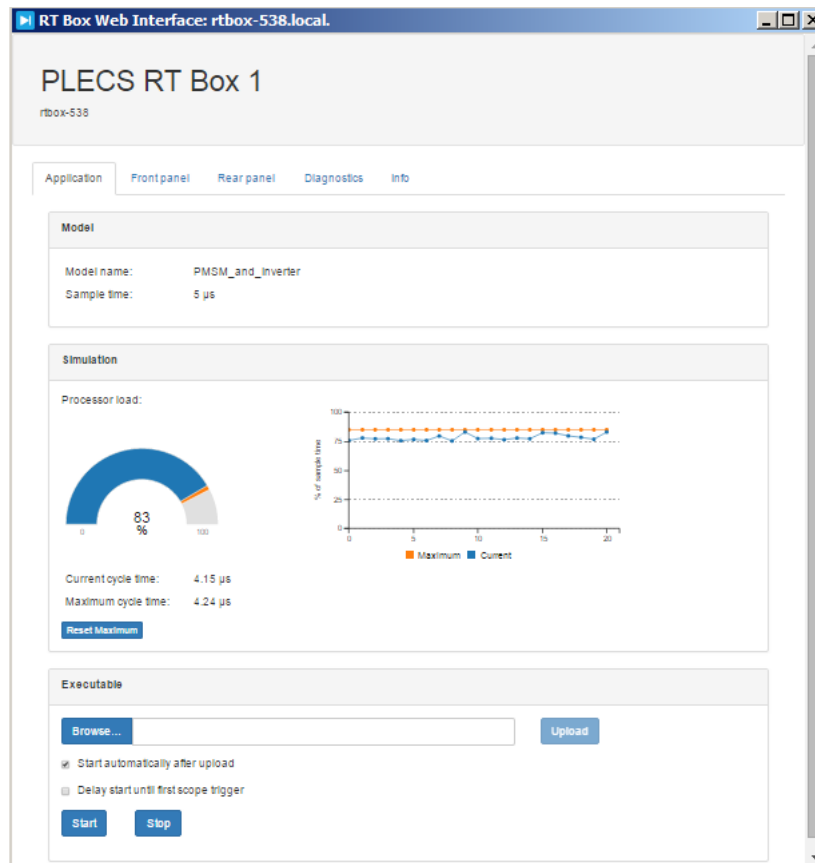 RT Box Web Interface: rtbox-538.local.
PLECS RT Box 1
rtbox-538
Application Front panel Rear panel Diagnostics Info
Model
Model name: PMSM_and_Inverter
Sample time: 5 µs
Simulation
Processor load:
83
%
0 100
% of sample time
100
75
50
25
0
0 5 10 15 20
Maximum Current
Current cycle time: 4.15 µs
Maximum cycle time: 4.24 µs
Reset Maximum
Executable
Browse... Upload
Start automatically after upload
Delay start until first scope trigger
Start Stop